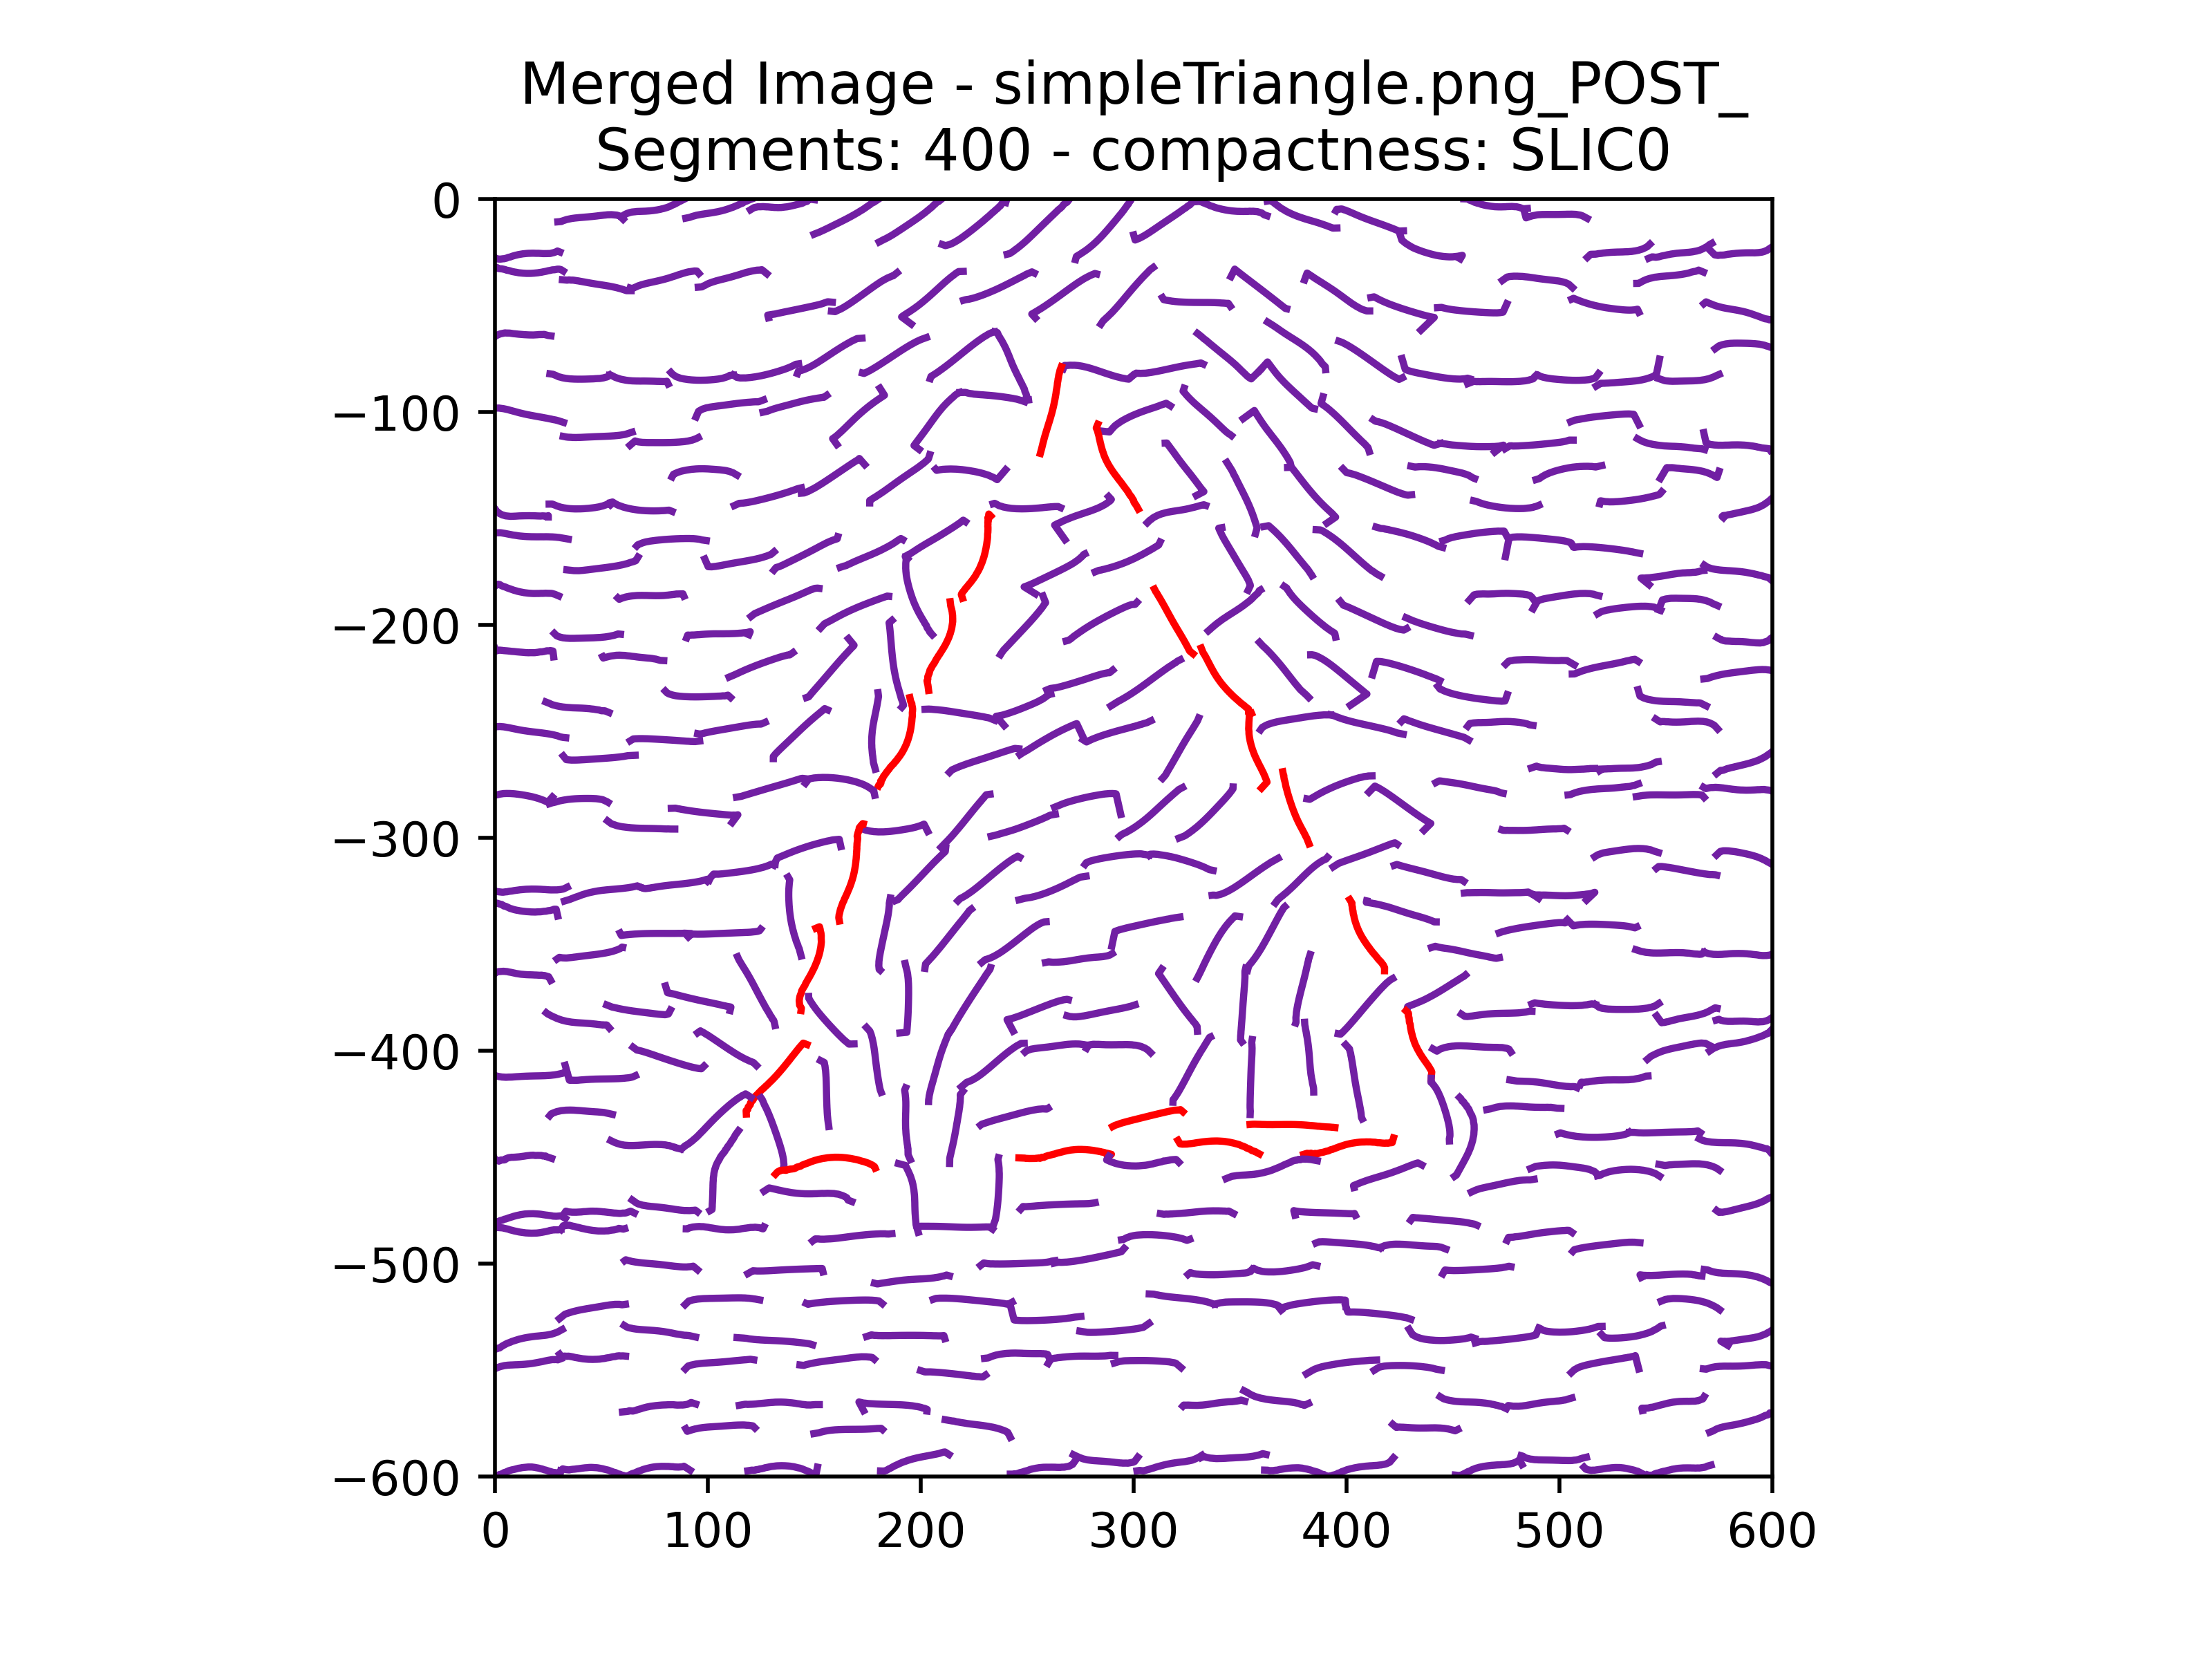 Merged Image - simpleTriangle.png_POST_
Segments: 400 - compactness: SLIC0
0
−100
−200
−300
−400
−500
−600
0 100 200 300 400 500 600